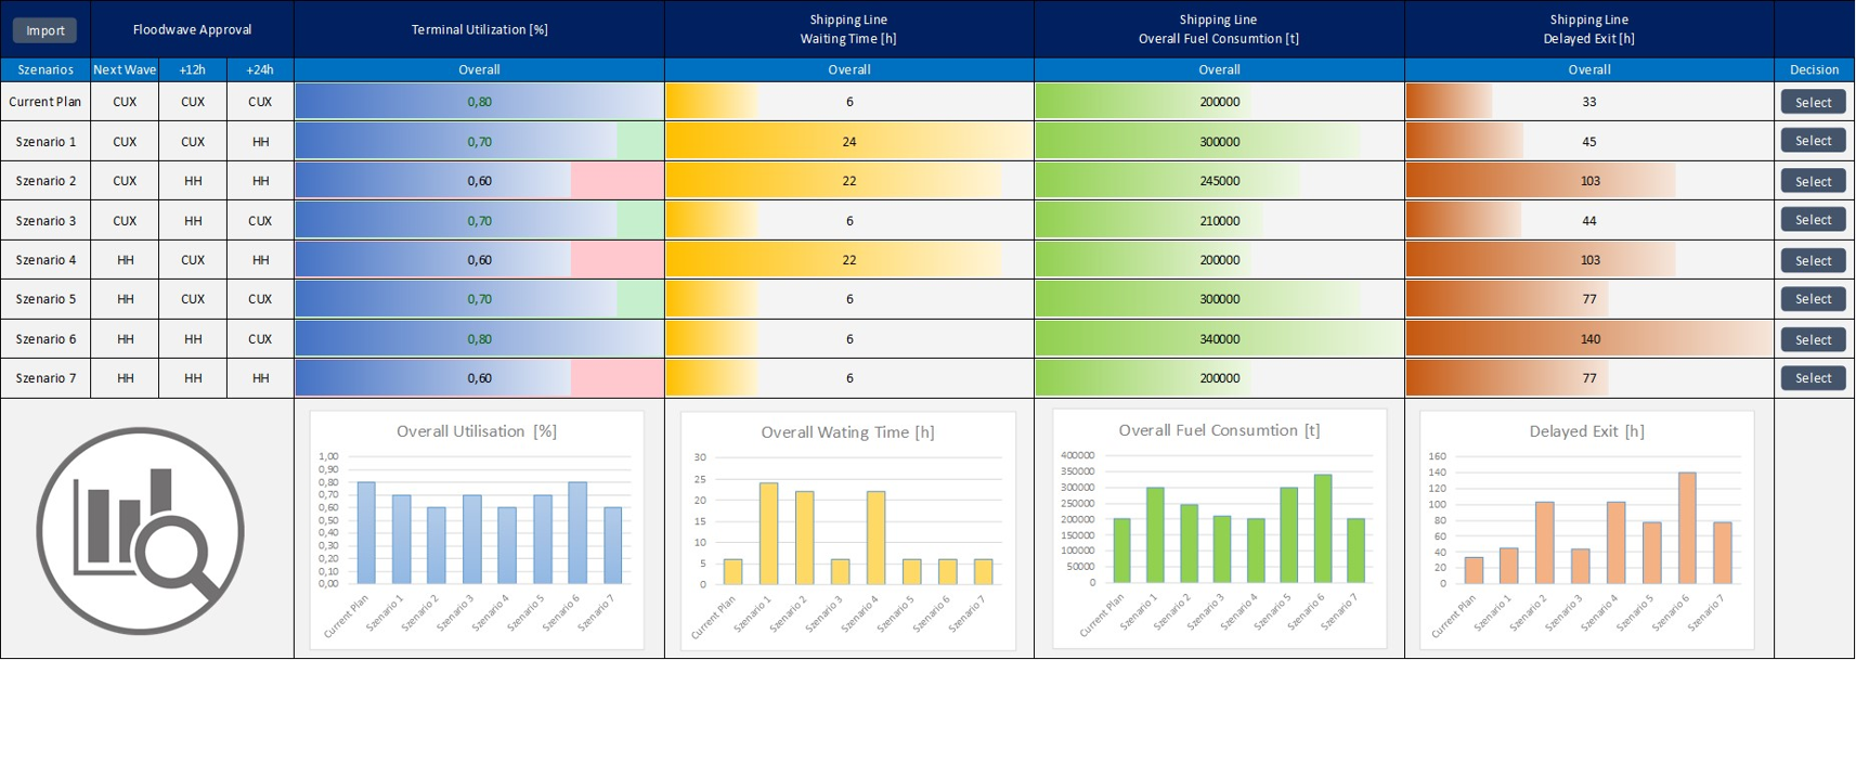 Import
Floodwave Approval
Terminal Utilization [%]
Shipping Line
Waiting Time [h]
Shipping Line
Overall Fuel Consumtion [t]
Shipping Line
Delayed Exit [h]
Szenarios Next Wave +12h +24h Overall Overall Overall Overall Decision
Current Plan CUX CUX CUX 0,80 6 200000 33 Select
Szenario 1 CUX CUX HH 0,70 24 300000 45 Select
Szenario 2 CUX HH HH 0,60 22 245000 103 Select
Szenario 3 CUX HH CUX 0,70 6 210000 44 Select
Szenario 4 HH CUX HH 0,60 22 200000 103 Select
Szenario 5 HH CUX CUX 0,70 6 300000 77 Select
Szenario 6 HH HH CUX 0,80 6 340000 140 Select
Szenario 7 HH HH HH 0,60 6 200000 77 Select
Overall Utilisation [%]
1,00
0,90
0,80
0,70
0,60
0,50
0,40
0,30
0,20
0,10
0,00
Current Plan
Szenario 1
Szenario 2
Szenario 3
Szenario 4
Szenario 5
Szenario 6
Szenario 7
Overall Wating Time [h]
30
25
20
15
10
5
0
Current Plan
Szenario 1
Szenario 2
Szenario 3
Szenario 4
Szenario 5
Szenario 6
Szenario 7
Overall Fuel Consumtion [t]
400000
350000
300000
250000
200000
150000
100000
50000
0
Current Plan
Szenario 1
Szenario 2
Szenario 3
Szenario 4
Szenario 5
Szenario 6
Szenario 7
Delayed Exit [h]
160
140
120
100
80
60
40
20
0
Current Plan
Szenario 1
Szenario 2
Szenario 3
Szenario 4
Szenario 5
Szenario 6
Szenario 7